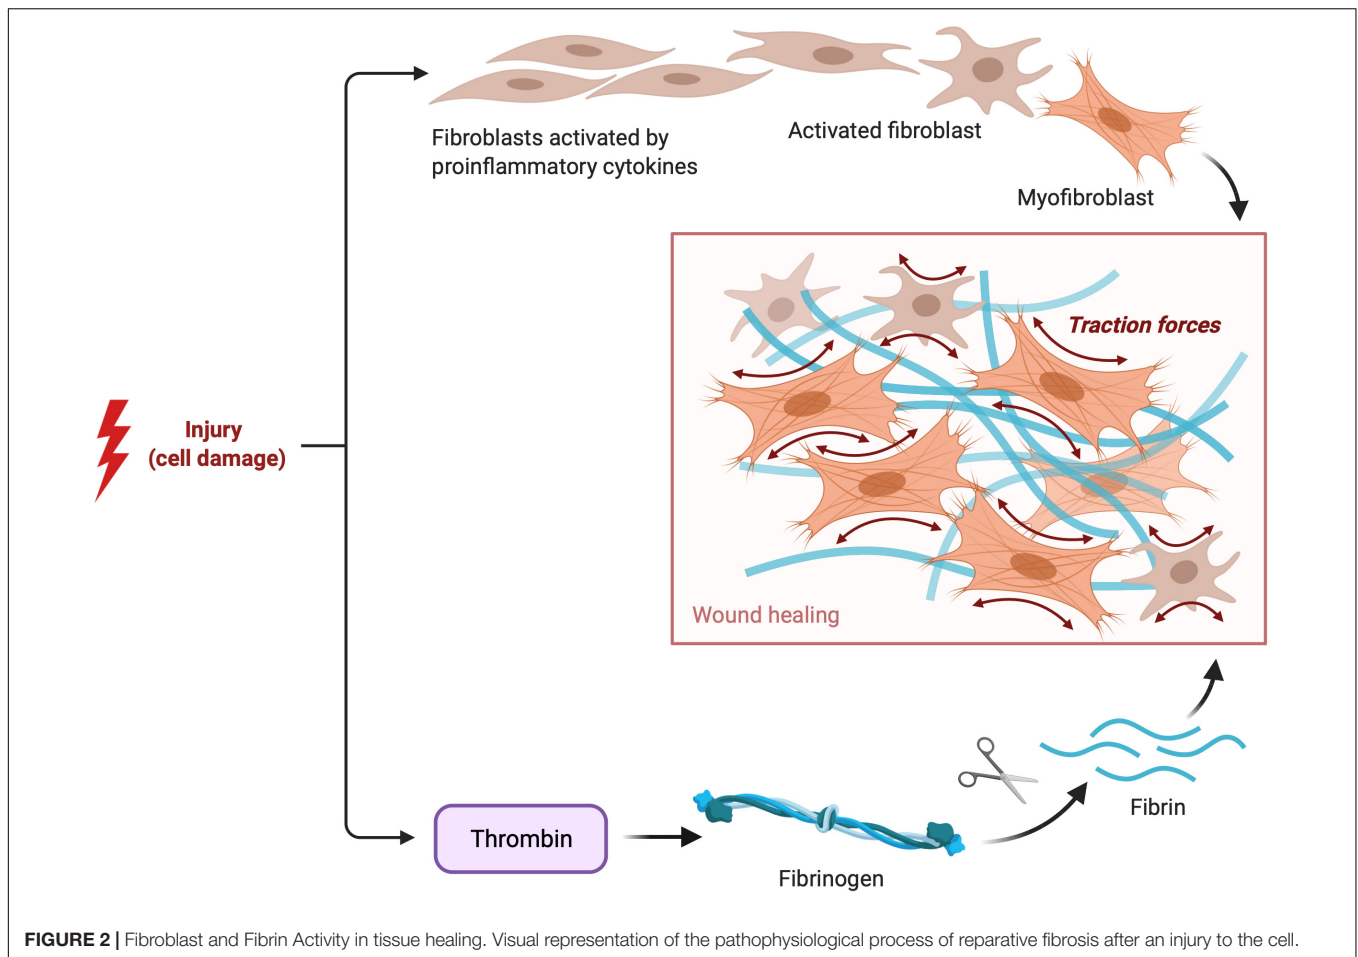 Fibroblasts activated by
proinflammatory cytokines
Activated fibroblast
Myofibroblast
Traction forces
Injury
(cell damage)
Wound healing
Thrombin
Fibrinogen
Fibrin
FIGURE 2 | Fibroblast and Fibrin Activity in tissue healing. Visual representation of the pathophysiological process of reparative fibrosis after an injury to the cell.